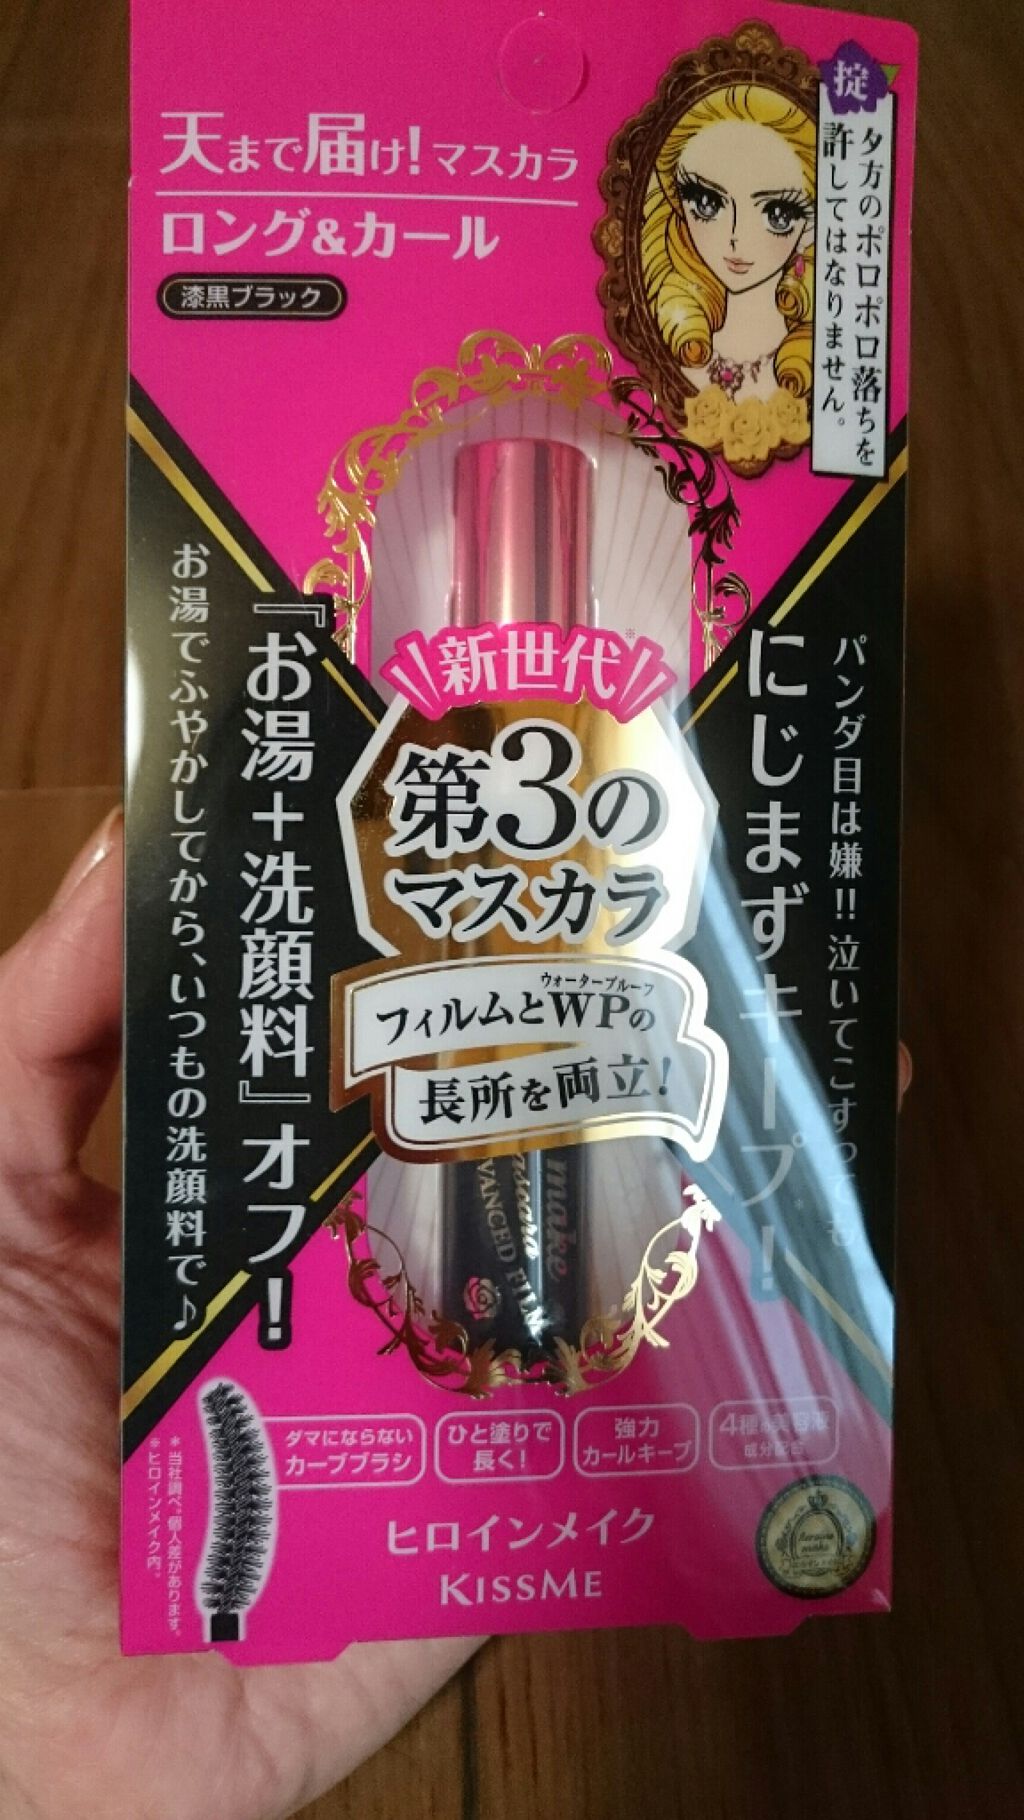 天まで届け!マスカラ
ロング&カール
漆黒ブラック
掟
夕方のポロポロ落ちを
許してはなりません。
新世代※
第3の
マスカラ
ウォータープルーフ
フィルムとWPの
長所を両立!
パンダ目は嫌!!泣いてこすっても
にじまずキープ!*
『お湯+洗顔料』オフ!
お湯でふやかしてから、いつもの洗顔料で♪
make
mascara
ADVANCED FILM
ダマにならない
カーブブラシ
ひと塗りで
長く!
強力
カールキープ
4種の美容液
成分配合
*当社調べ。個人差があります。
※ヒロインメイク内。
ヒロインメイク
KISSME
heroine
make